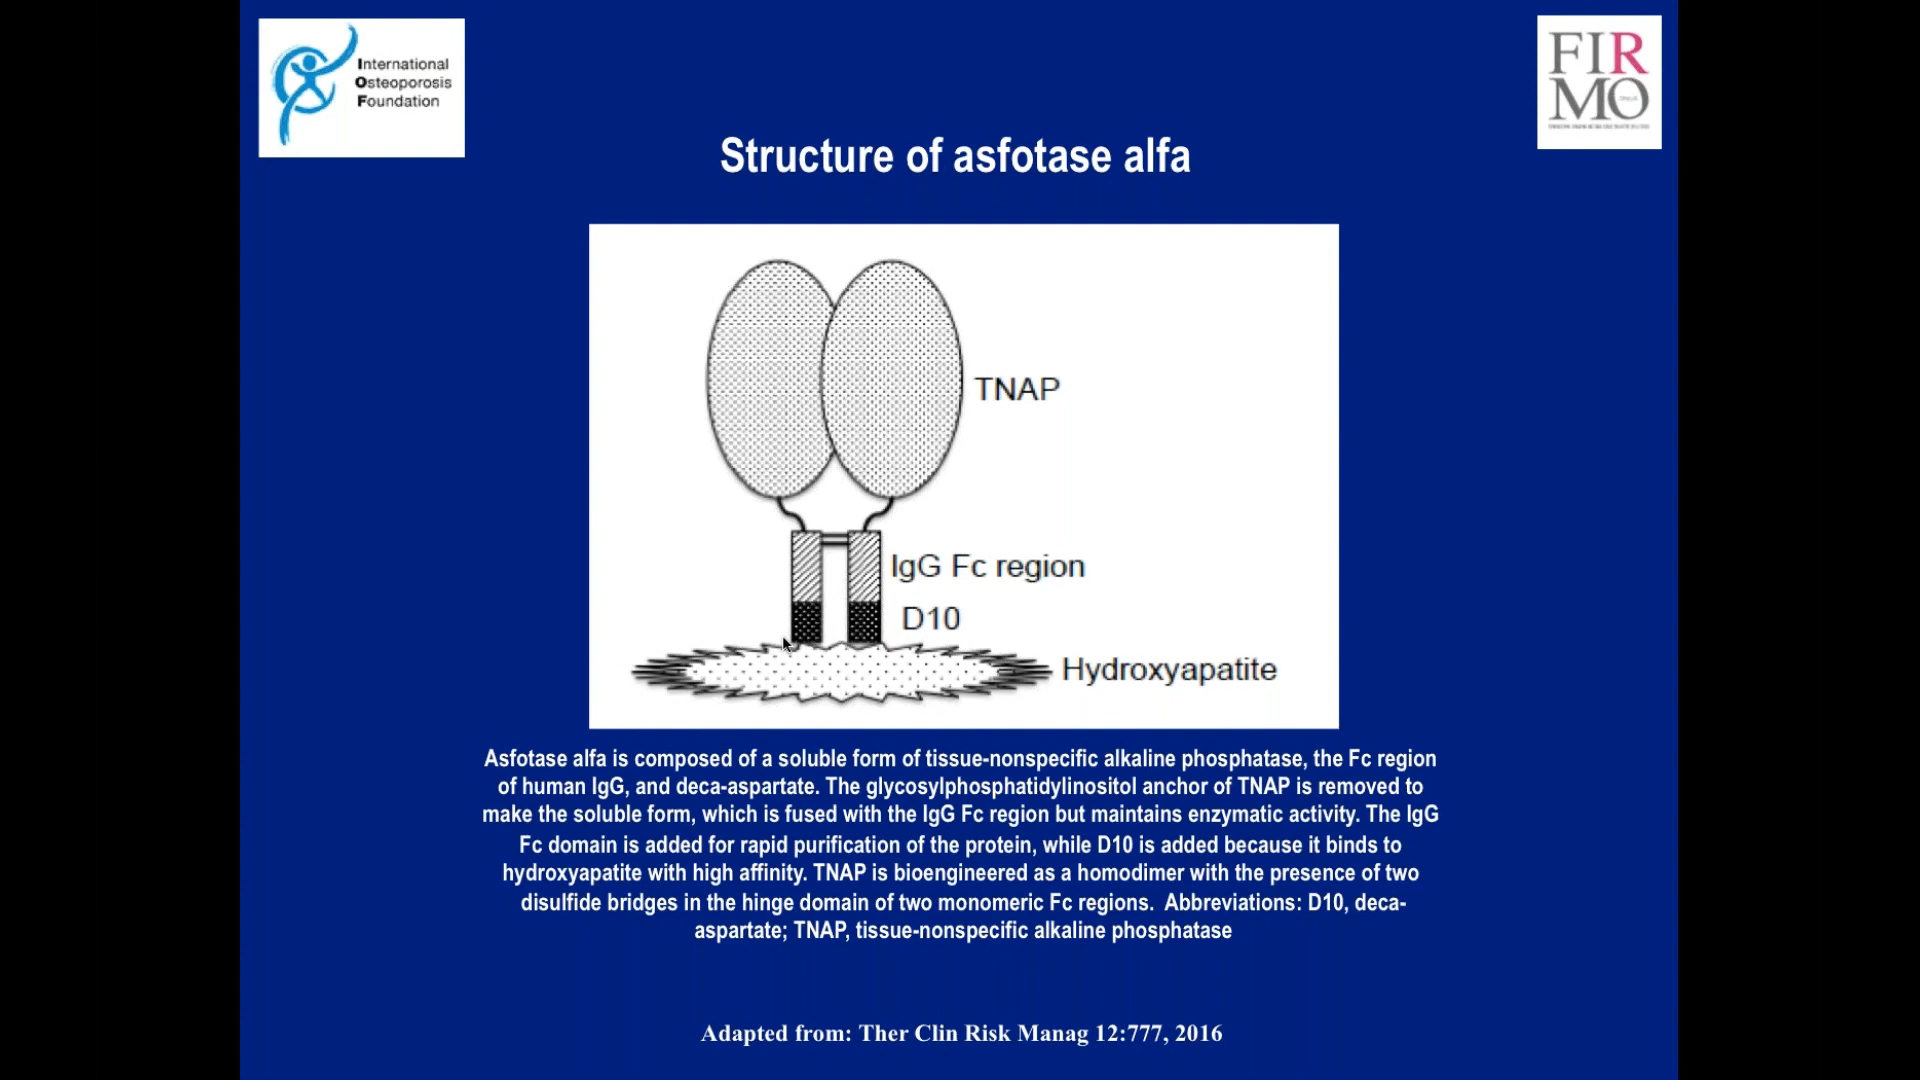 International
Osteoporosis
Foundation
FIR
MO
Structure of asfotase alfa
TNAP
IgG Fc region
D10
Hydroxyapatite
Asfotase alfa is composed of a soluble form of tissue-nonspecific alkaline phosphatase, the Fc region
of human IgG, and deca-aspartate. The glycosylphosphatidylinositol anchor of TNAP is removed to
make the soluble form, which is fused with the IgG Fc region but maintains enzymatic activity. The IgG
Fc domain is added for rapid purification of the protein, while D10 is added because it binds to
hydroxyapatite with high affinity. TNAP is bioengineered as a homodimer with the presence of two
disulfide bridges in the hinge domain of two monomeric Fc regions. Abbreviations: D10, deca-
aspartate; TNAP, tissue-nonspecific alkaline phosphatase
Adapted from: Ther Clin Risk Manag 12:777, 2016